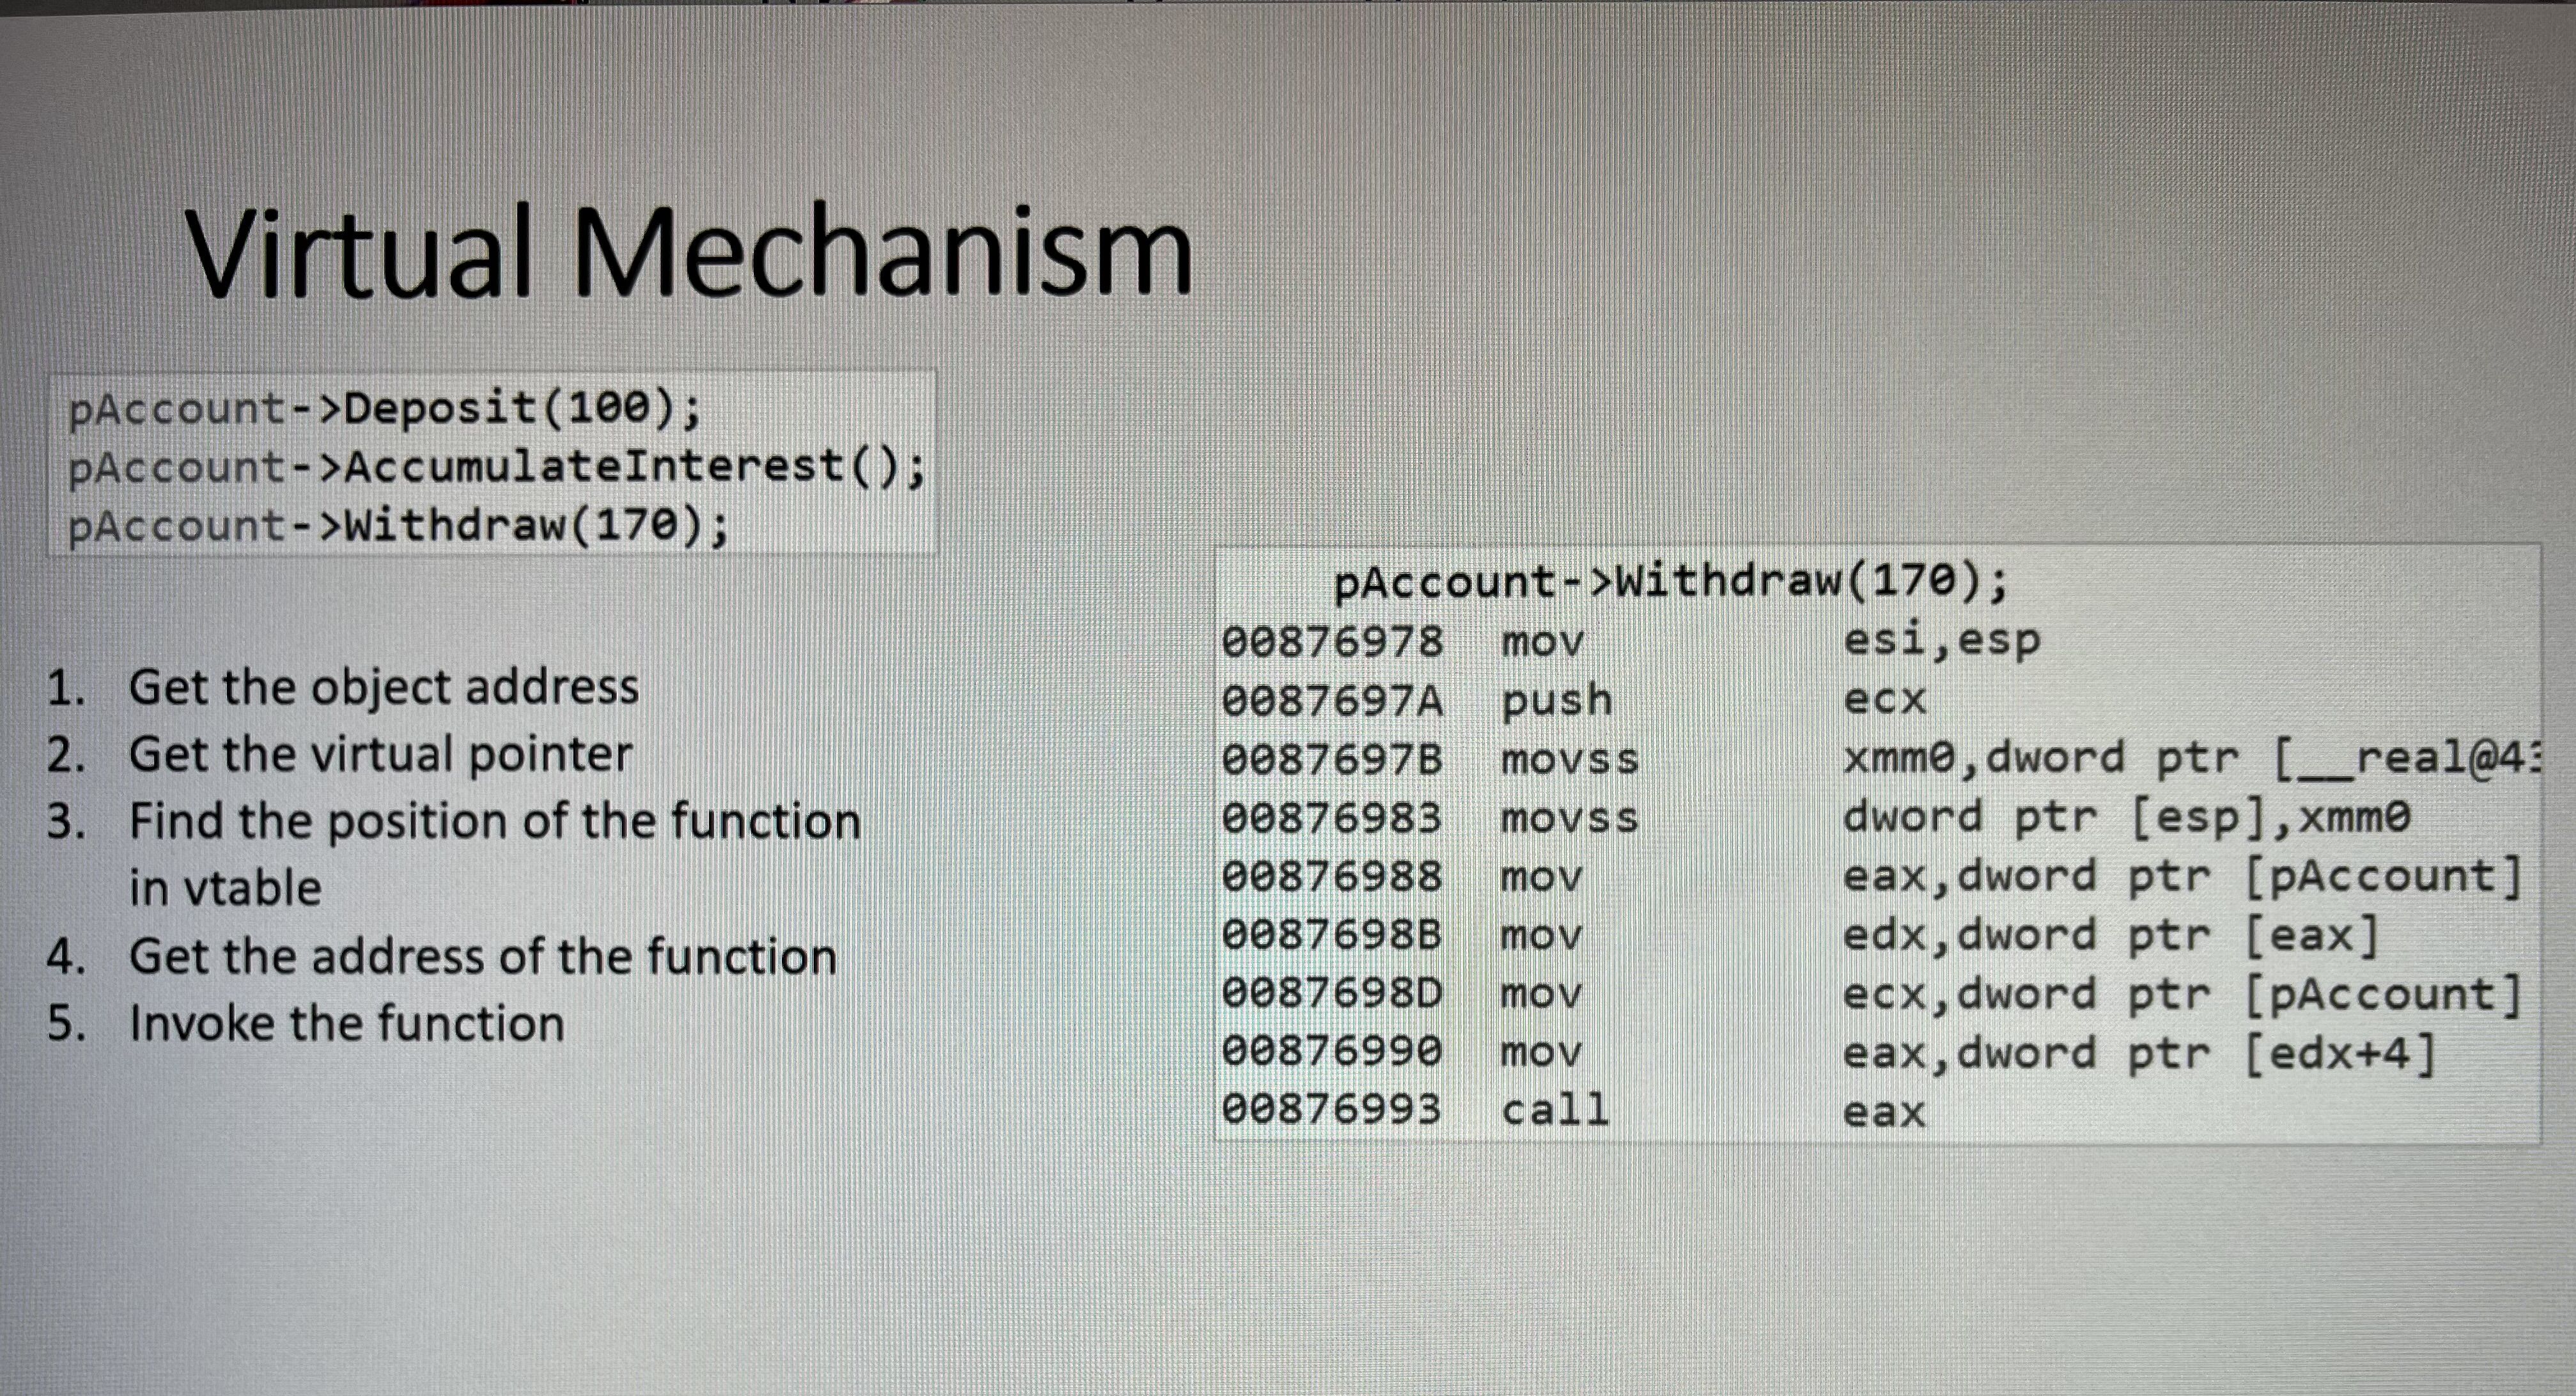 Virtual Mechanism
pAccount->Deposit(100);
pAccount->AccumulateInterest();
pAccount->Withdraw(170);
1. Get the object address
2. Get the virtual pointer
3. Find the position of the function
in vtable
4. Get the address of the function
5. Invoke the function
pAccount->Withdraw(170);
00876978 mov esi,esp
0087697A push ecx
0087697B movss xmm0,dword ptr [__real@43
00876983 movss dword ptr [esp],xmm0
00876988 mov eax,dword ptr [pAccount]
0087698B mov edx,dword ptr [eax]
0087698D mov ecx,dword ptr [pAccount]
00876990 mov eax,dword ptr [edx+4]
00876993 call eax